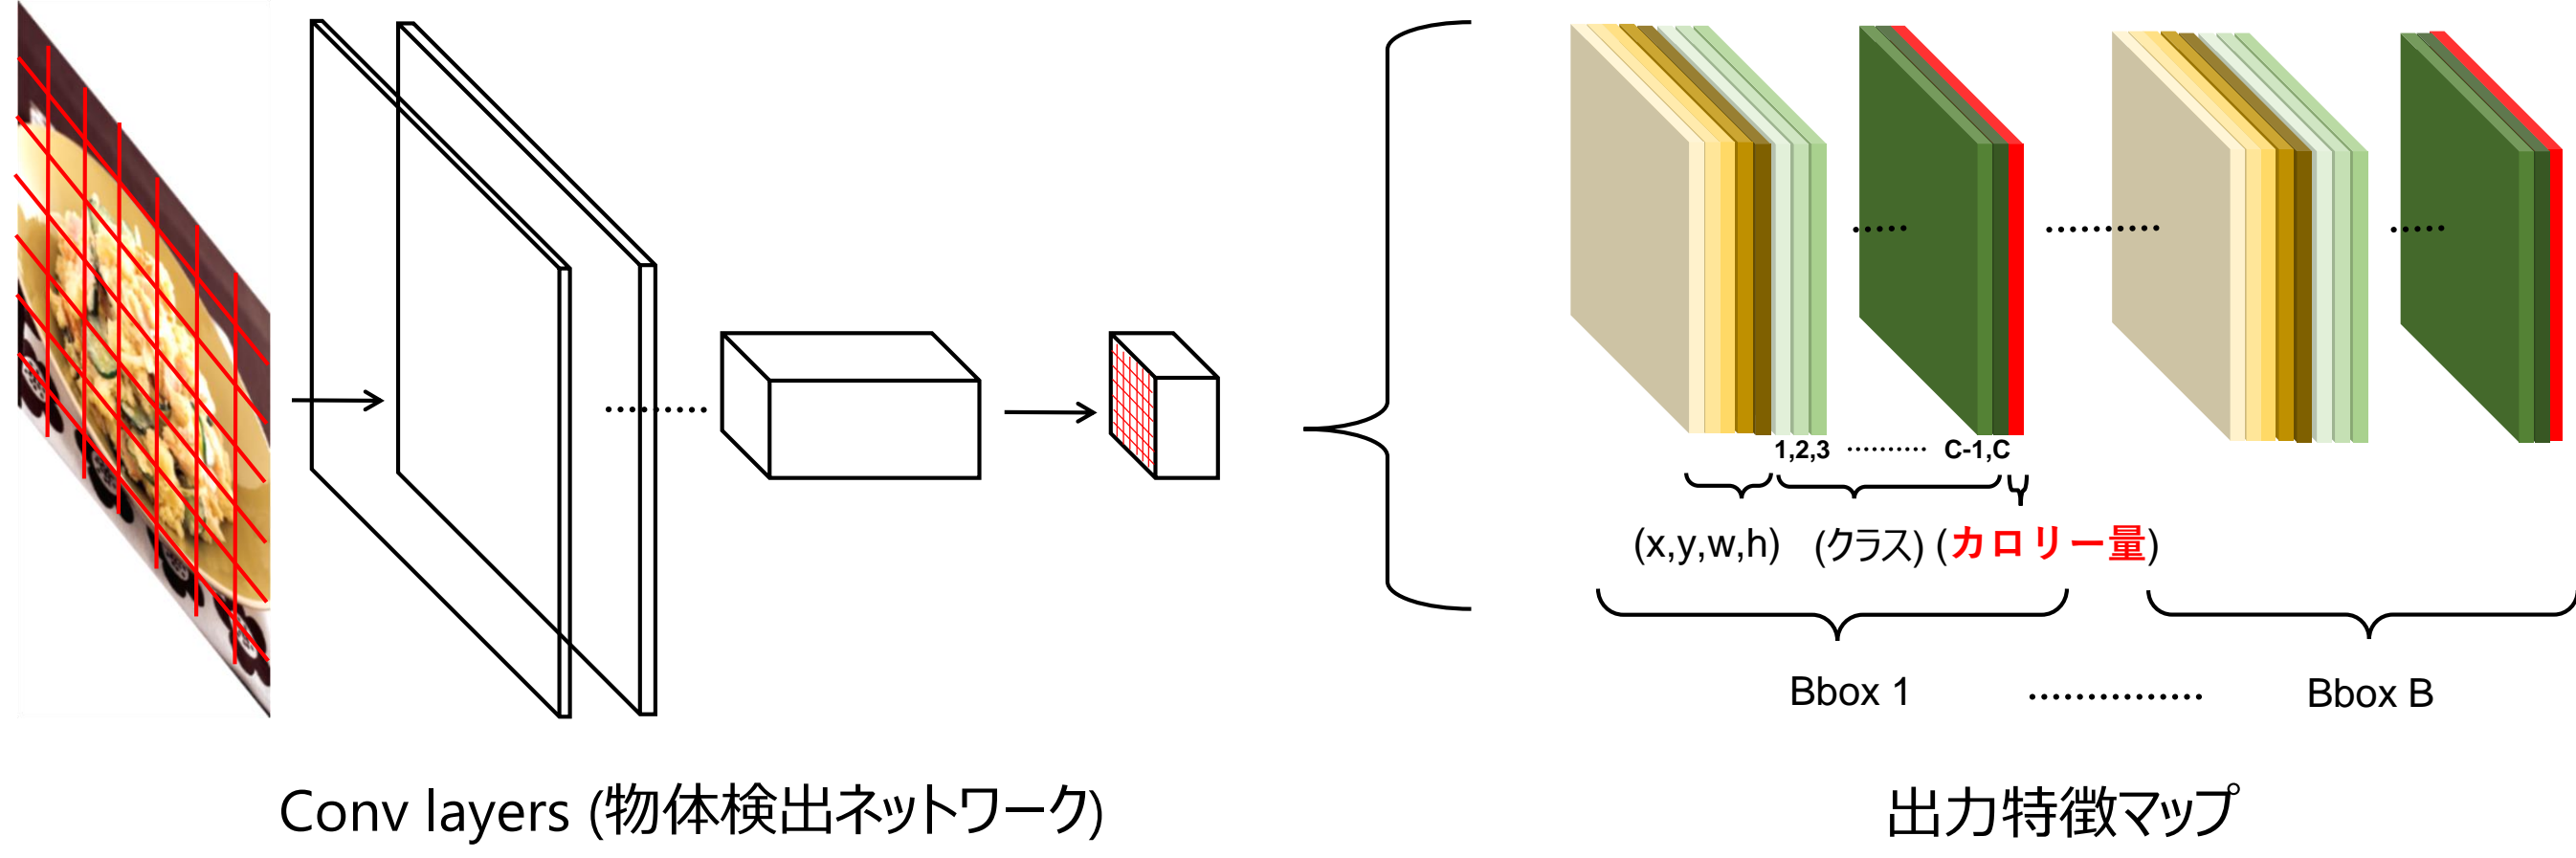 1,2,3 ·········· C-1,C
(x,y,w,h) (クラス) (カロリー量)
Bbox 1 ··············· Bbox B
Conv layers (物体検出ネットワーク)
出力特徴マップ